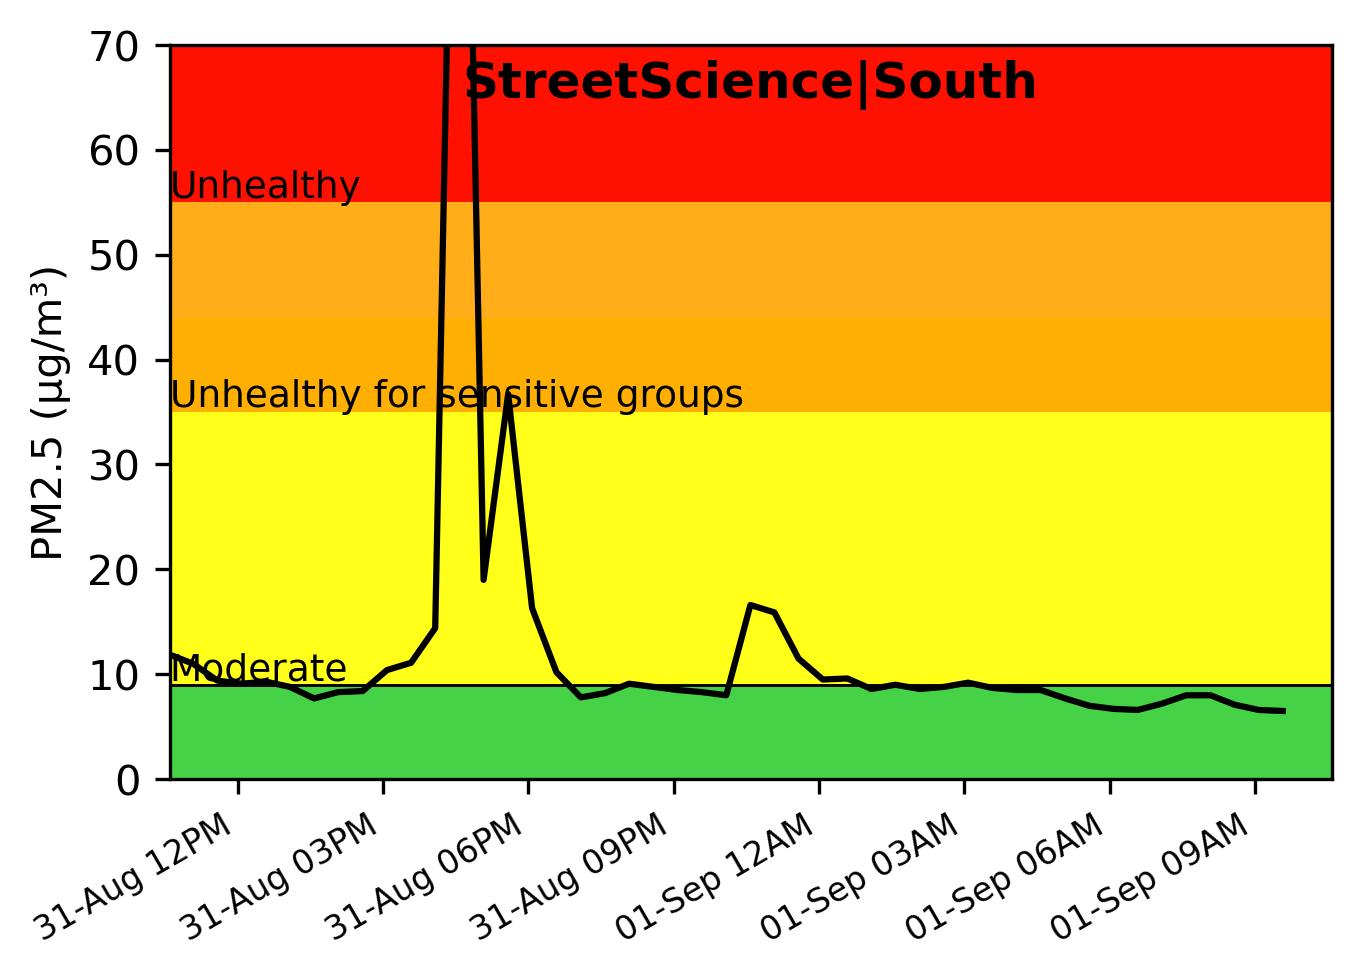 StreetScience|South
70
60
50
40
30
20
10
0
PM2.5 (µg/m³)
Unhealthy
Unhealthy for sensitive groups
Moderate
31-Aug 12PM
31-Aug 03PM
31-Aug 06PM
31-Aug 09PM
01-Sep 12AM
01-Sep 03AM
01-Sep 06AM
01-Sep 09AM